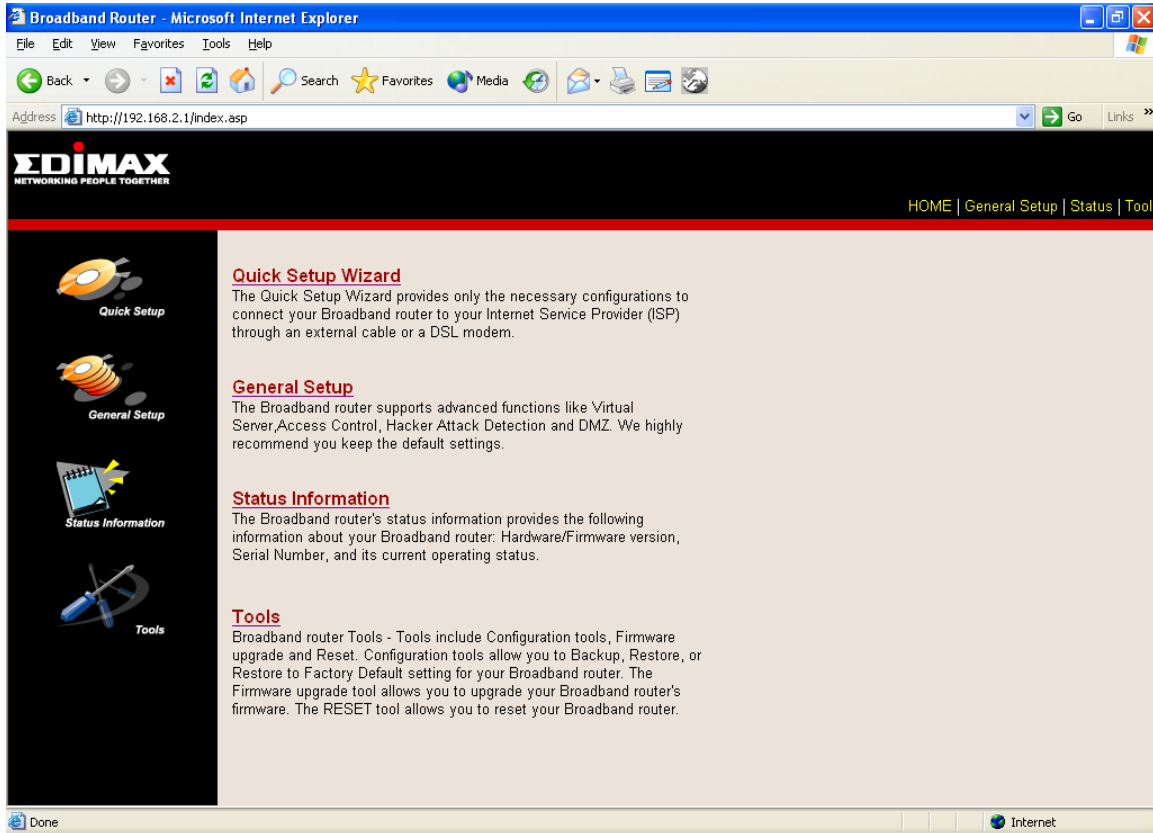 Broadband Router - Microsoft Internet Explorer
File Edit View Favorites Tools Help
Back Search Favorites Media
Address http://192.168.2.1/index.asp Go Links »
EDIMAX
NETWORKING PEOPLE TOGETHER
HOME | General Setup | Status | Tool
Quick Setup
General Setup
Status Information
Tools
Quick Setup Wizard
The Quick Setup Wizard provides only the necessary configurations to
connect your Broadband router to your Internet Service Provider (ISP)
through an external cable or a DSL modem.
General Setup
The Broadband router supports advanced functions like Virtual
Server,Access Control, Hacker Attack Detection and DMZ. We highly
recommend you keep the default settings.
Status Information
The Broadband router's status information provides the following
information about your Broadband router: Hardware/Firmware version,
Serial Number, and its current operating status.
Tools
Broadband router Tools - Tools include Configuration tools, Firmware
upgrade and Reset. Configuration tools allow you to Backup, Restore, or
Restore to Factory Default setting for your Broadband router. The
Firmware upgrade tool allows you to upgrade your Broadband router's
firmware. The RESET tool allows you to reset your Broadband router.
Done Internet